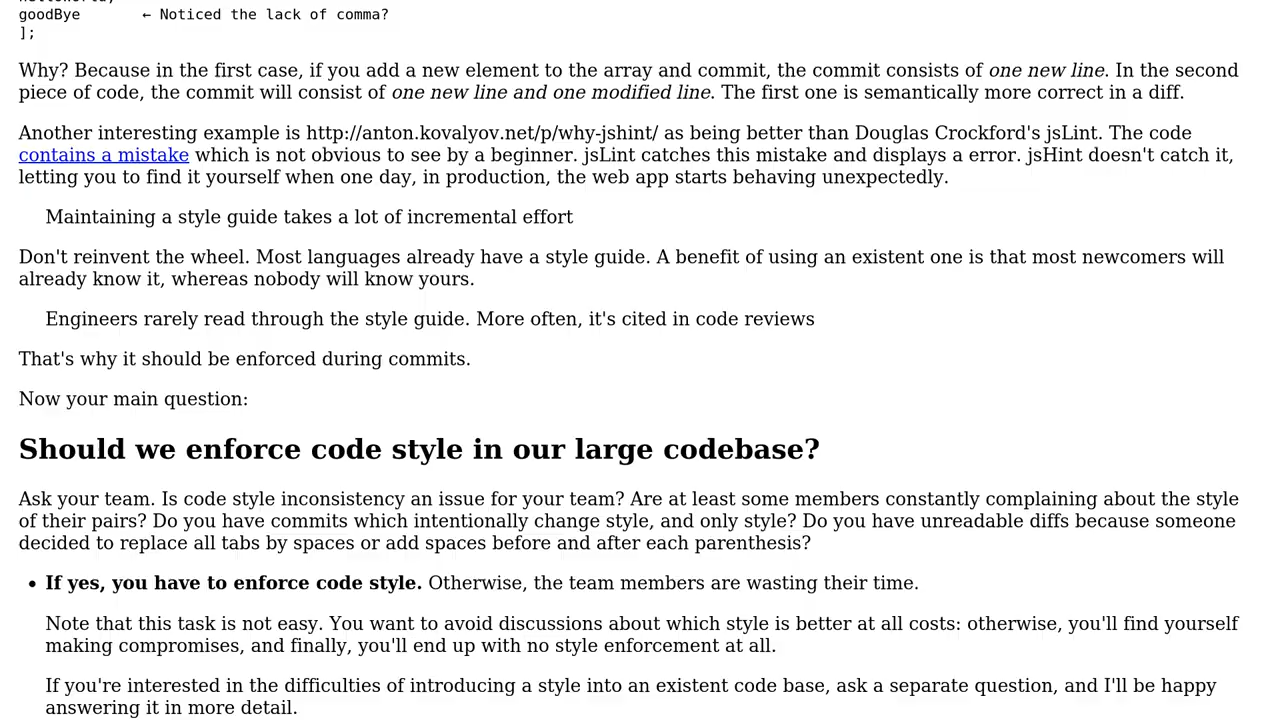 goodBye ← Noticed the lack of comma?
];
Why? Because in the first case, if you add a new element to the array and commit, the commit consists of one new line. In the second
piece of code, the commit will consist of one new line and one modified line. The first one is semantically more correct in a diff.
Another interesting example is http://anton.kovalyov.net/p/why-jshint/ as being better than Douglas Crockford's jsLint. The code
contains a mistake which is not obvious to see by a beginner. jsLint catches this mistake and displays a error. jsHint doesn't catch it,
letting you to find it yourself when one day, in production, the web app starts behaving unexpectedly.
Maintaining a style guide takes a lot of incremental effort
Don't reinvent the wheel. Most languages already have a style guide. A benefit of using an existent one is that most newcomers will
already know it, whereas nobody will know yours.
Engineers rarely read through the style guide. More often, it's cited in code reviews
That's why it should be enforced during commits.
Now your main question:
Should we enforce code style in our large codebase?
Ask your team. Is code style inconsistency an issue for your team? Are at least some members constantly complaining about the style
of their pairs? Do you have commits which intentionally change style, and only style? Do you have unreadable diffs because someone
decided to replace all tabs by spaces or add spaces before and after each parenthesis?
• If yes, you have to enforce code style. Otherwise, the team members are wasting their time.
Note that this task is not easy. You want to avoid discussions about which style is better at all costs: otherwise, you'll find yourself
making compromises, and finally, you'll end up with no style enforcement at all.
If you're interested in the difficulties of introducing a style into an existent code base, ask a separate question, and I'll be happy
answering it in more detail.